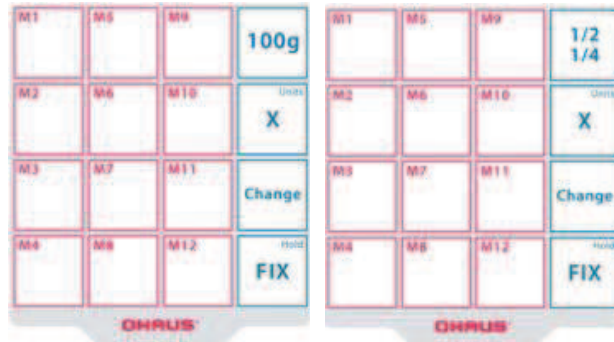 M1 M5 M9 100g
M2 M6 M10 Units X
M3 M7 M11 Change
M4 M8 M12 Hold FIX
OHAUS
M1 M5 M9 1/2
1/4
M2 M6 M10 Units X
M3 M7 M11 Change
M4 M8 M12 Hold FIX
OHAUS